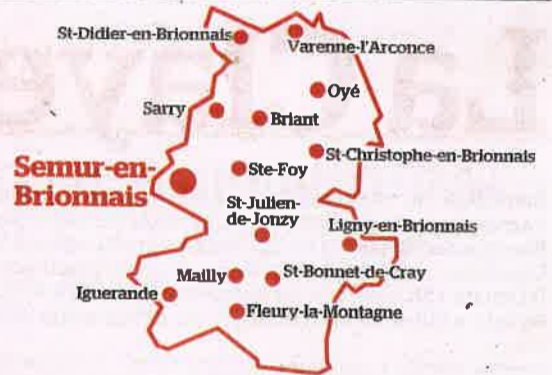 St-Didier-en-Brionnais
Varenne-l'Arconce
Oyé
Sarry
Briant
St-Christophe-en-Brionnais
Semur-en-
Brionnais
Ste-Foy
St-Julien-
de-Jonzy
Ligny-en-Brionnais
Mailly
St-Bonnet-de-Cray
Iguerande
Fleury-la-Montagne